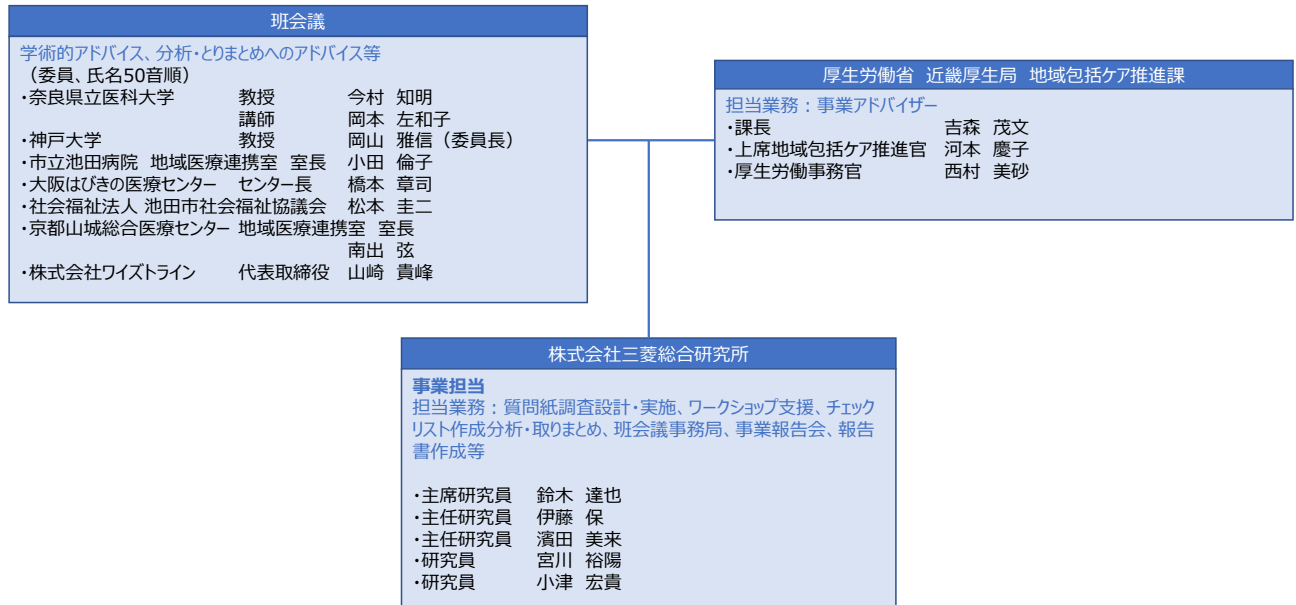 班会議
学術的アドバイス、分析・とりまとめへのアドバイス等
（委員、氏名50音順）
・奈良県立医科大学 教授 今村 知明
講師 岡本 左和子
・神戸大学 教授 岡山 雅信（委員長）
・市立池田病院 地域医療連携室 室長 小田 倫子
・大阪はびきの医療センター センター長 橋本 章司
・社会福祉法人 池田市社会福祉協議会 松本 圭二
・京都山城総合医療センター 地域医療連携室 室長
南出 弦
・株式会社ワイズトライン 代表取締役 山崎 貴峰
厚生労働省 近畿厚生局 地域包括ケア推進課
担当業務：事業アドバイザー
・課長 吉森 茂文
・上席地域包括ケア推進官 河本 慶子
・厚生労働事務官 西村 美砂
株式会社三菱総合研究所
事業担当
担当業務：質問紙調査設計・実施、ワークショップ支援、チェック
リスト作成分析・取りまとめ、班会議事務局、事業報告会、報告
書作成等
・主席研究員 鈴木 達也
・主任研究員 伊藤 保
・主任研究員 濱田 美来
・研究員 宮川 裕陽
・研究員 小津 宏貴